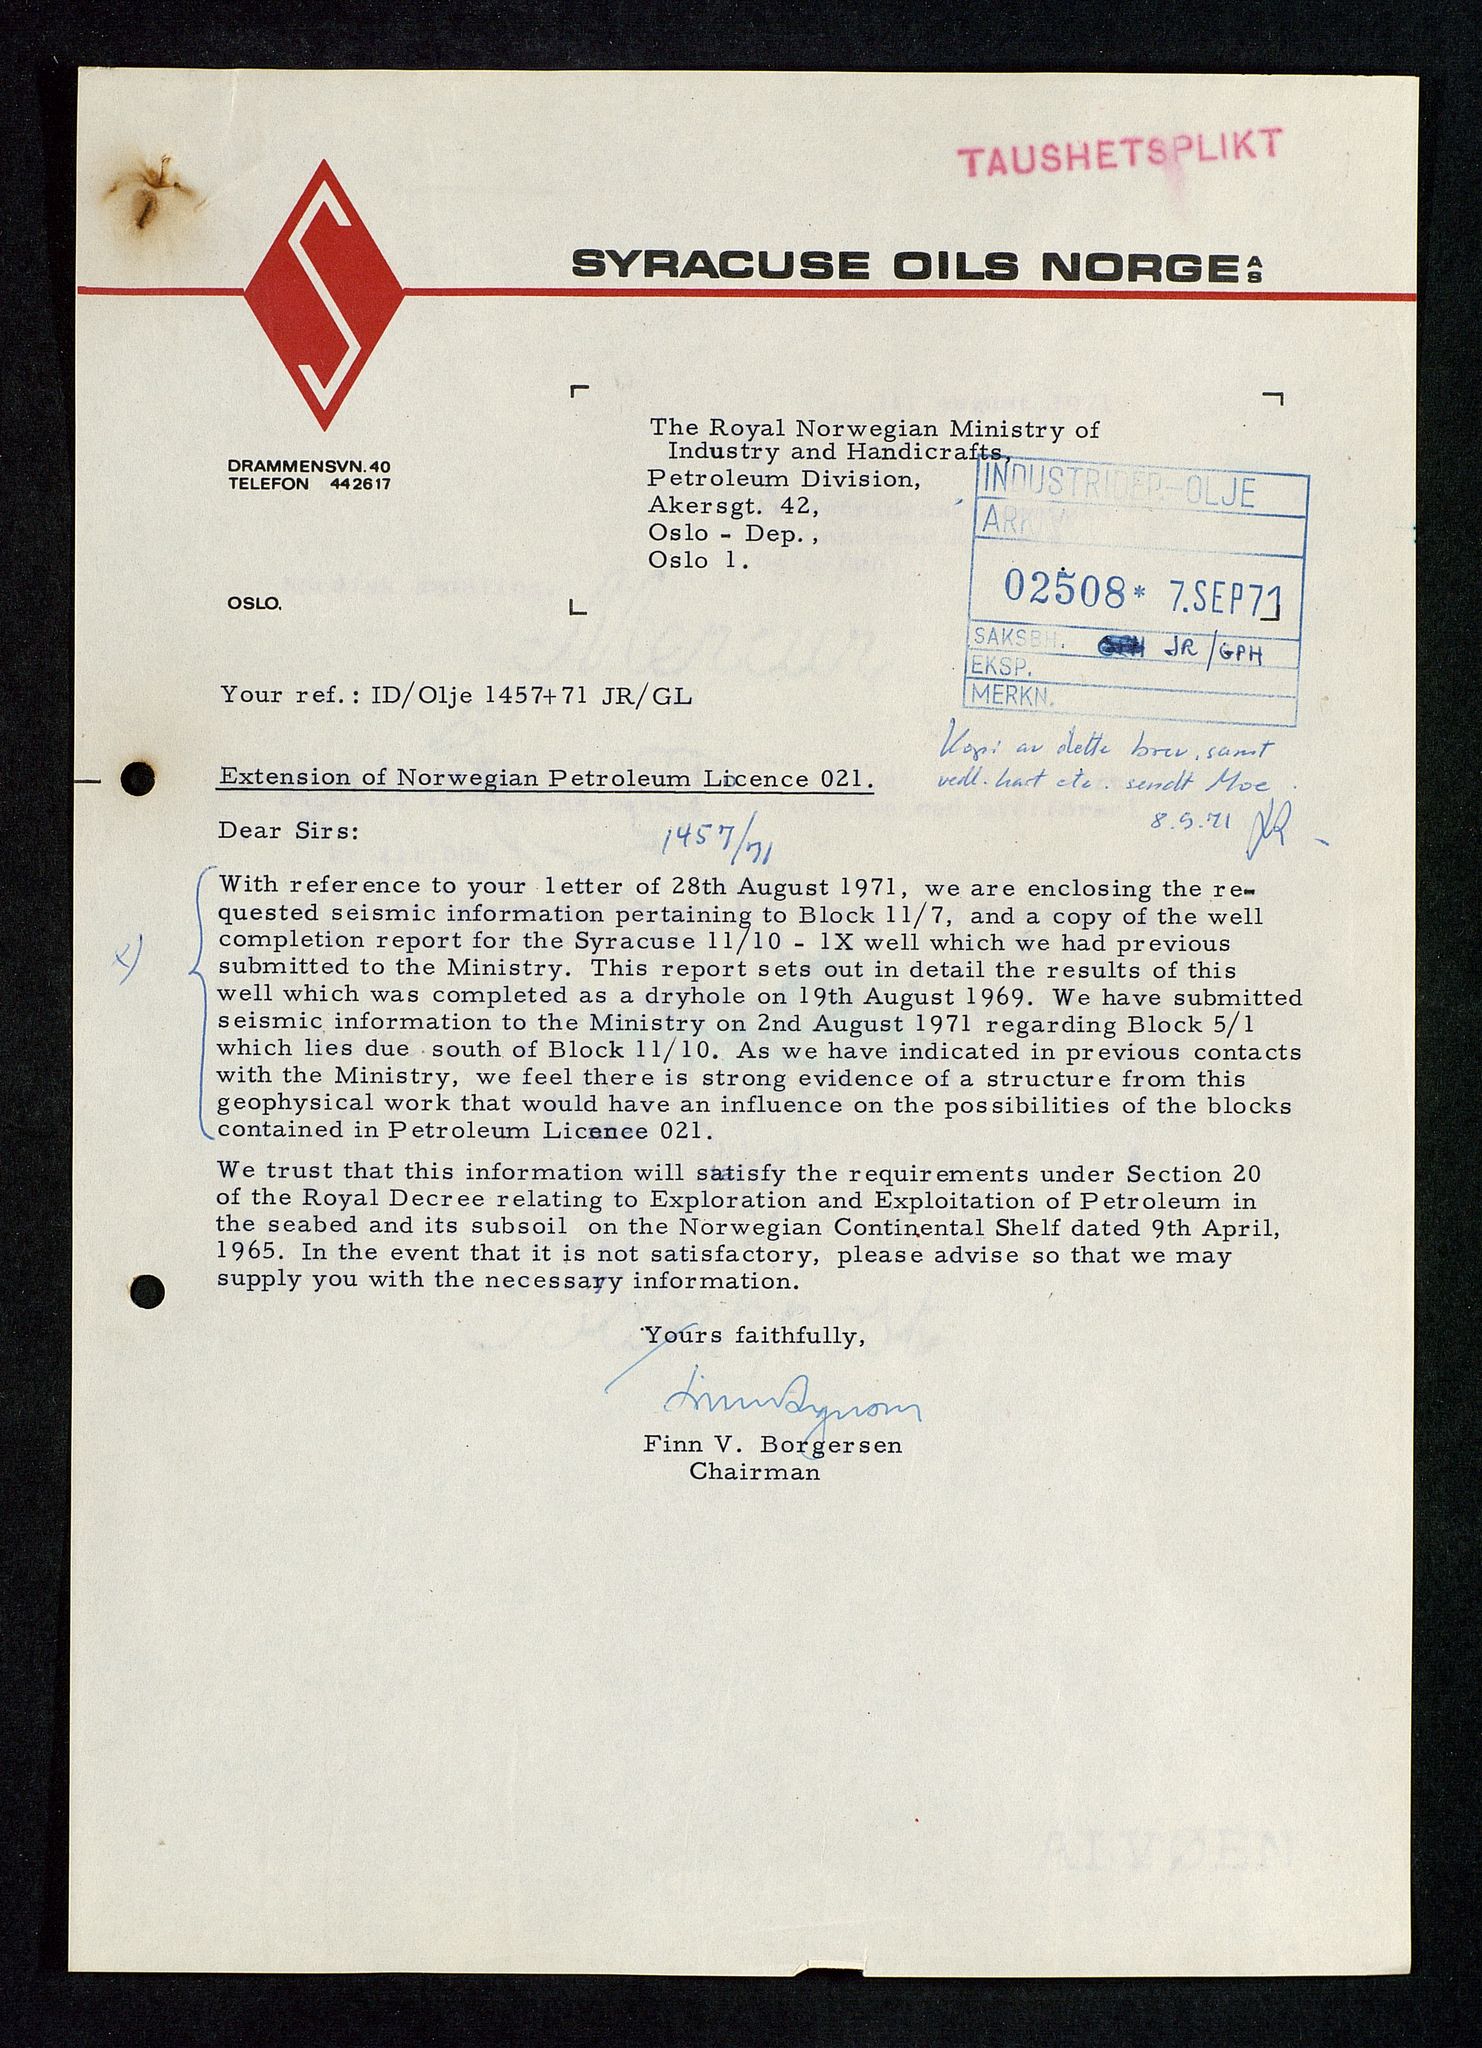 TAUSHETSPLIKT
SYRACUSE OILS NORGE A/S
DRAMMENSVN. 40
TELEFON 442617
OSLO.
The Royal Norwegian Ministry of
Industry and Handicrafts,
Petroleum Division,
Akersgt. 42,
Oslo - Dep.,
Oslo 1.
INDUSTRIDEP.-OLJE
ARKIV
02508* 7.SEP71
SAKSBH. JR/GPH
EKSP.
MERKN.
Your ref.: ID/Olje 1457+71 JR/GL
Kopi av dette brev, samt
vedl. kart etc. sendt Moe.
8.9.71 JR
Extension of Norwegian Petroleum Licence 021.
Dear Sirs:
1457/71
x)
With reference to your letter of 28th August 1971, we are enclosing the re-
quested seismic information pertaining to Block 11/7, and a copy of the well
completion report for the Syracuse 11/10 - 1X well which we had previous
submitted to the Ministry. This report sets out in detail the results of this
well which was completed as a dryhole on 19th August 1969. We have submitted
seismic information to the Ministry on 2nd August 1971 regarding Block 5/1
which lies due south of Block 11/10. As we have indicated in previous contacts
with the Ministry, we feel there is strong evidence of a structure from this
geophysical work that would have an influence on the possibilities of the blocks
contained in Petroleum Licence 021.
We trust that this information will satisfy the requirements under Section 20
of the Royal Decree relating to Exploration and Exploitation of Petroleum in
the seabed and its subsoil on the Norwegian Continental Shelf dated 9th April,
1965. In the event that it is not satisfactory, please advise so that we may
supply you with the necessary information.
Yours faithfully,
Finn V. Borgersen
Chairman